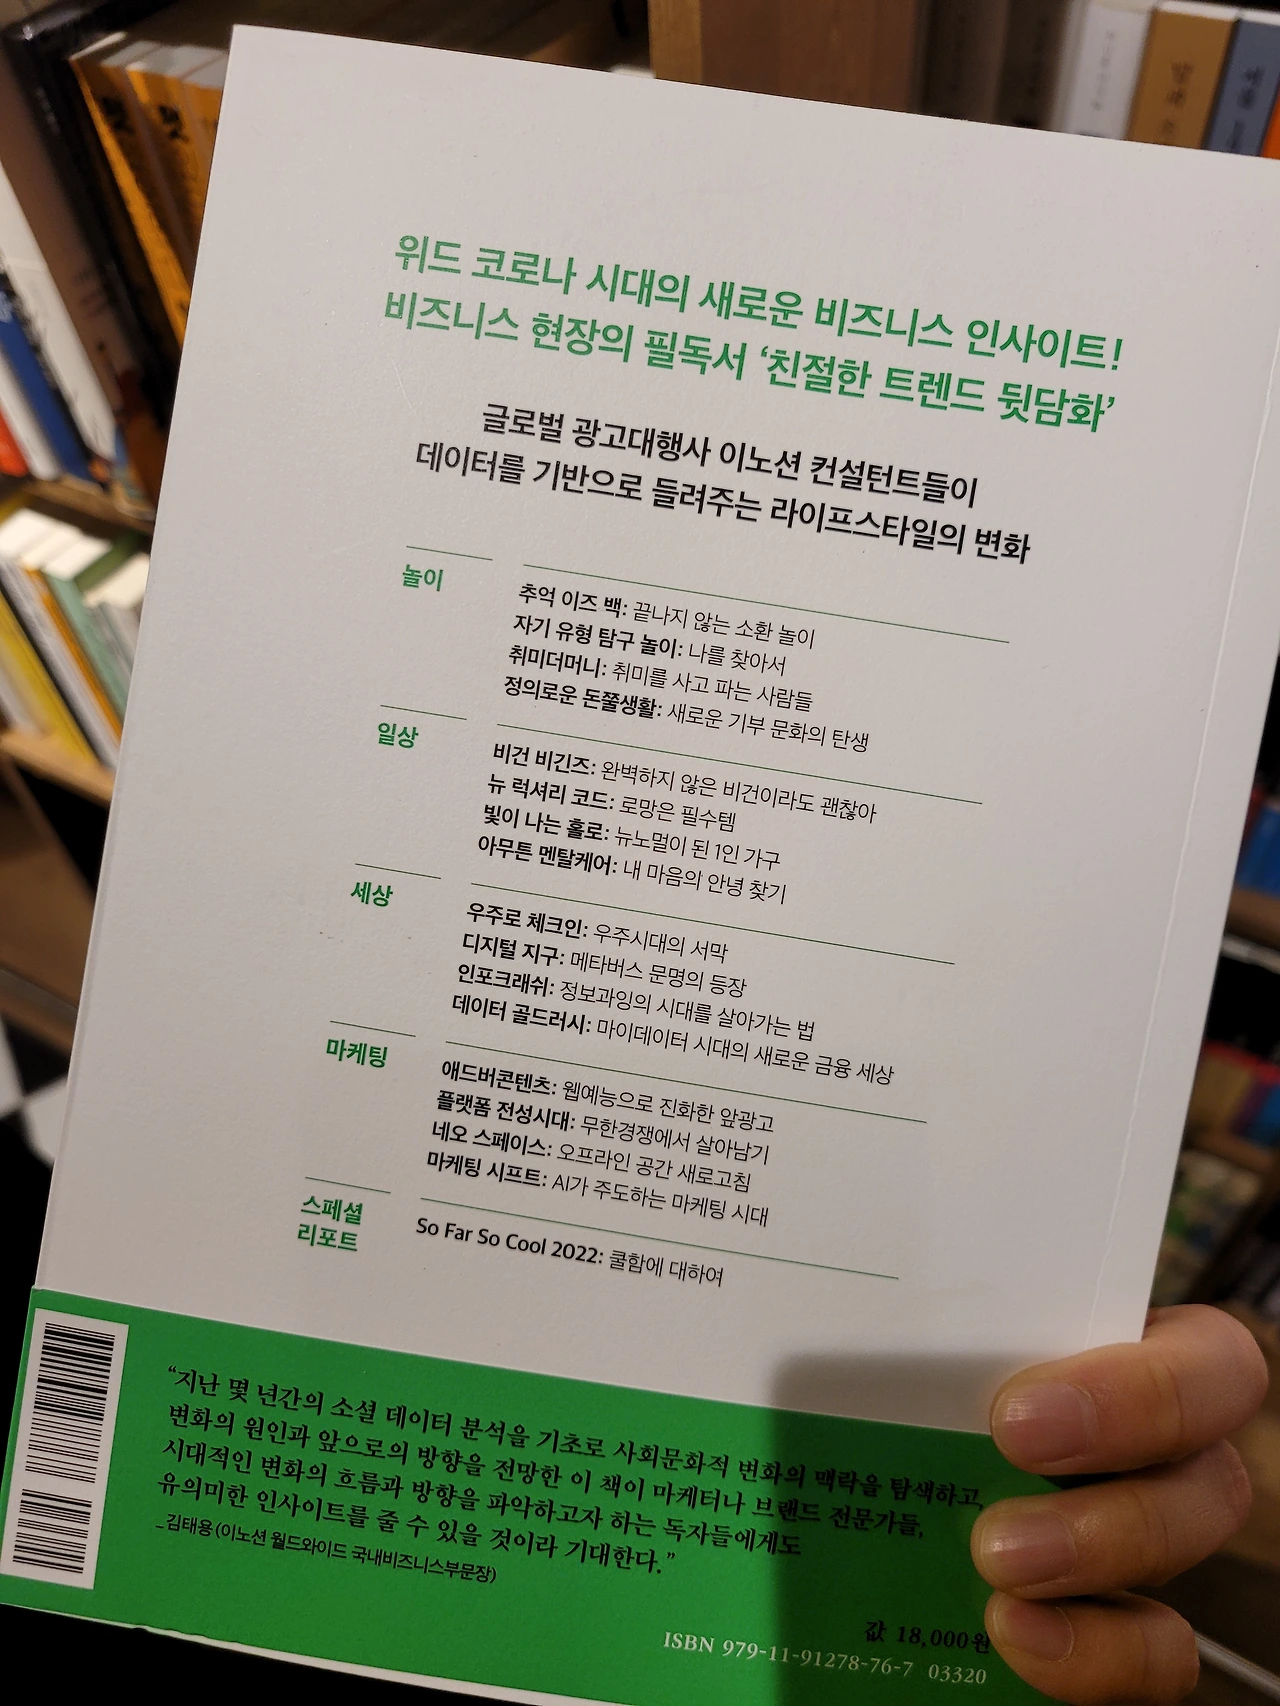 위드 코로나 시대의 새로운 비즈니스 인사이트!
비즈니스 현장의 필독서 ‘친절한 트렌드 뒷담화’
글로벌 광고대행사 이노션 컨설턴트들이
데이터를 기반으로 들려주는 라이프스타일의 변화
놀이
추억 이즈 백: 끝나지 않는 소환 놀이
자기 유형 탐구 놀이: 나를 찾아서
취미더머니: 취미를 사고 파는 사람들
정의로운 돈쭐생활: 새로운 기부 문화의 탄생
일상
비건 비긴즈: 완벽하지 않은 비건이라도 괜찮아
뉴 럭셔리 코드: 로망은 필수템
빛이 나는 홀로: 뉴노멀이 된 1인 가구
아무튼 멘탈케어: 내 마음의 안녕 찾기
세상
우주로 체크인: 우주시대의 서막
디지털 지구: 메타버스 문명의 등장
인포크래쉬: 정보과잉의 시대를 살아가는 법
데이터 골드러시: 마이데이터 시대의 새로운 금융 세상
마케팅
애드버콘텐츠: 웹예능으로 진화한 앞광고
플랫폼 전성시대: 무한경쟁에서 살아남기
네오 스페이스: 오프라인 공간 새로고침
마케팅 시프트: AI가 주도하는 마케팅 시대
스페셜
리포트
So Far So Cool 2022: 쿨함에 대하여
“지난 몇 년간의 소셜 데이터 분석을 기초로 사회문화적 변화의 맥락을 탐색하고,
변화의 원인과 앞으로의 방향을 전망한 이 책이 마케터나 브랜드 전문가들,
시대적인 변화의 흐름과 방향을 파악하고자 하는 독자들에게도
유의미한 인사이트를 줄 수 있을 것이라 기대한다.”
_김태용(이노션 월드와이드 국내비즈니스부문장)
값 18,000원
ISBN 979-11-91278-76-7 03320